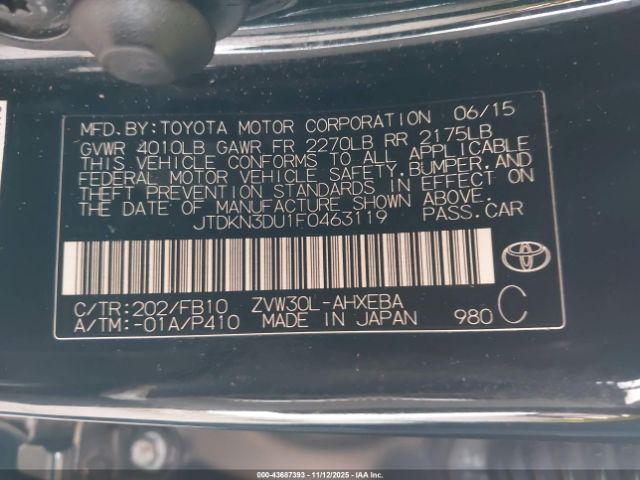 MFD. BY: TOYOTA MOTOR CORPORATION 06/15
GVWR 4010LB GAWR FR 2270LB RR 2175LB
THIS VEHICLE CONFORMS TO ALL APPLICABLE
FEDERAL MOTOR VEHICLE SAFETY, BUMPER, AND
THEFT PREVENTION STANDARDS IN EFFECT ON
THE DATE OF MANUFACTURE SHOWN ABOVE.
JTDKN3DU1F0463119 PASS. CAR
C/TR: 202/FB10 ZVW30L-AHXEBA
A/TM: -01A/P410 MADE IN JAPAN 980 C
000-43687393 - 11/12/2025 - IAA Inc.